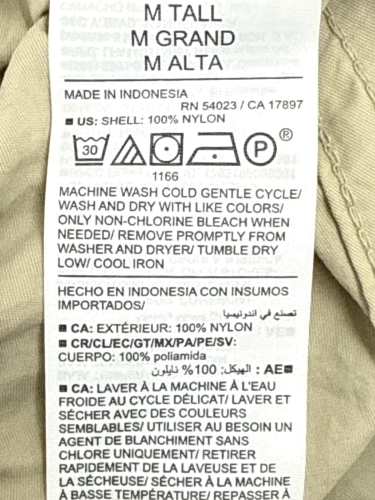 M TALL
M GRAND
M ALTA
MADE IN INDONESIA
RN 54023 / CA 17897
■ US: SHELL: 100% NYLON
30 P ®
1166
MACHINE WASH COLD GENTLE CYCLE/
WASH AND DRY WITH LIKE COLORS/
ONLY NON-CHLORINE BLEACH WHEN
NEEDED/ REMOVE PROMPTLY FROM
WASHER AND DRYER/ TUMBLE DRY
LOW/ COOL IRON
HECHO EN INDONESIA CON INSUMOS
IMPORTADOS/
تصنع في اندونيسيا
■ CA: EXTÉRIEUR: 100% NYLON
■ CR/CL/EC/GT/MX/PA/PE/SV:
CUERPO: 100% poliamida
■ AE: الهيكل: 100% نايلون
■ CA: LAVER À LA MACHINE À L'EAU
FROIDE AU CYCLE DÉLICAT/ LAVER ET
SÉCHER AVEC DES COULEURS
SEMBLABLES/ UTILISER AU BESOIN UN
AGENT DE BLANCHIMENT SANS
CHLORE UNIQUEMENT/ RETIRER
RAPIDEMENT DE LA LAVEUSE ET DE
LA SÉCHEUSE/ SÉCHER À LA MACHINE
À BASSE TEMPÉRATURE/ REPASSER À